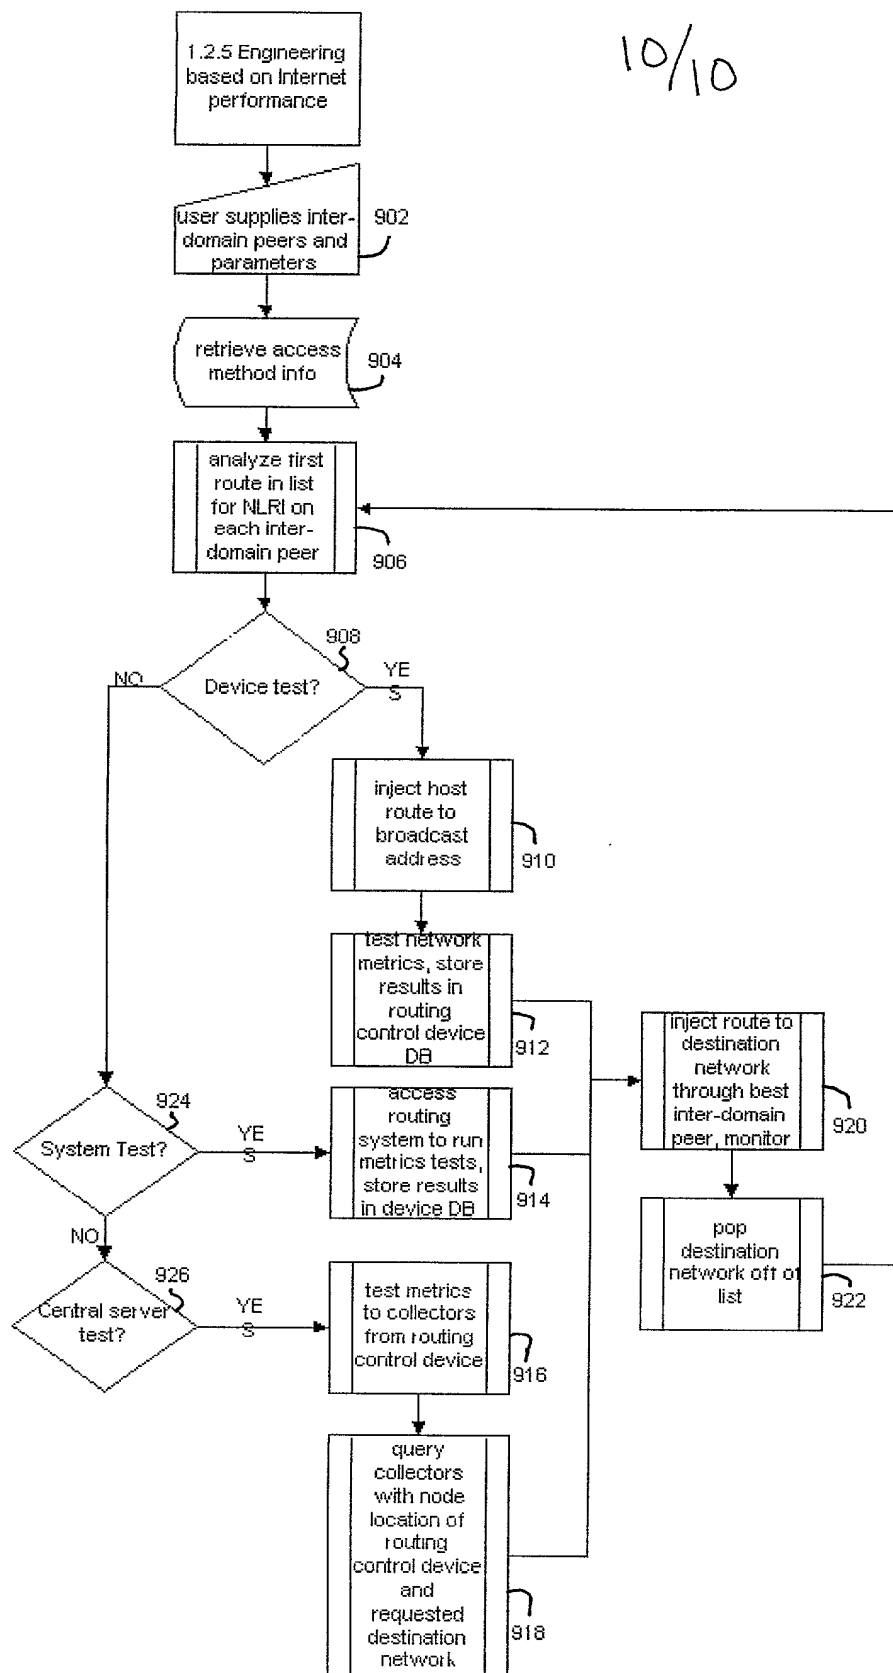 10/10
1.2.5 Engineering
based on Internet
performance
user supplies inter-
domain peers and
parameters
902
retrieve access
method info
904
analyze first
route in list
for NLRI on
each inter-
domain peer
906
908
Device test?
NO
YE
S
inject host
route to
broadcast
address
910
test network
metrics, store
results in
routing
control device
DB
912
inject route to
destination
network
through best
inter-domain
peer, monitor
920
924
System Test?
YE
S
access
routing
system to run
metrics tests,
store results
in device DB
914
pop
destination
network off of
list
922
NO
926
Central server
test?
YE
S
test metrics
to collectors
from routing
control device
916
query
collectors
with node
location of
routing
control device
and
requested
destination
network
918